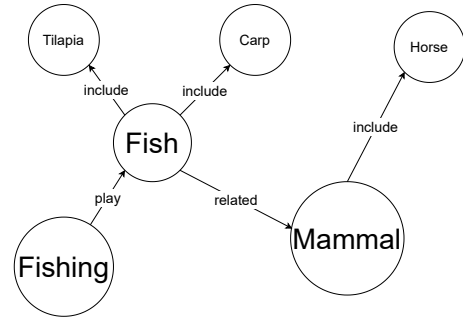 Tilapia
Carp
Horse
include
include
include
Fish
play
related
Fishing
Mammal